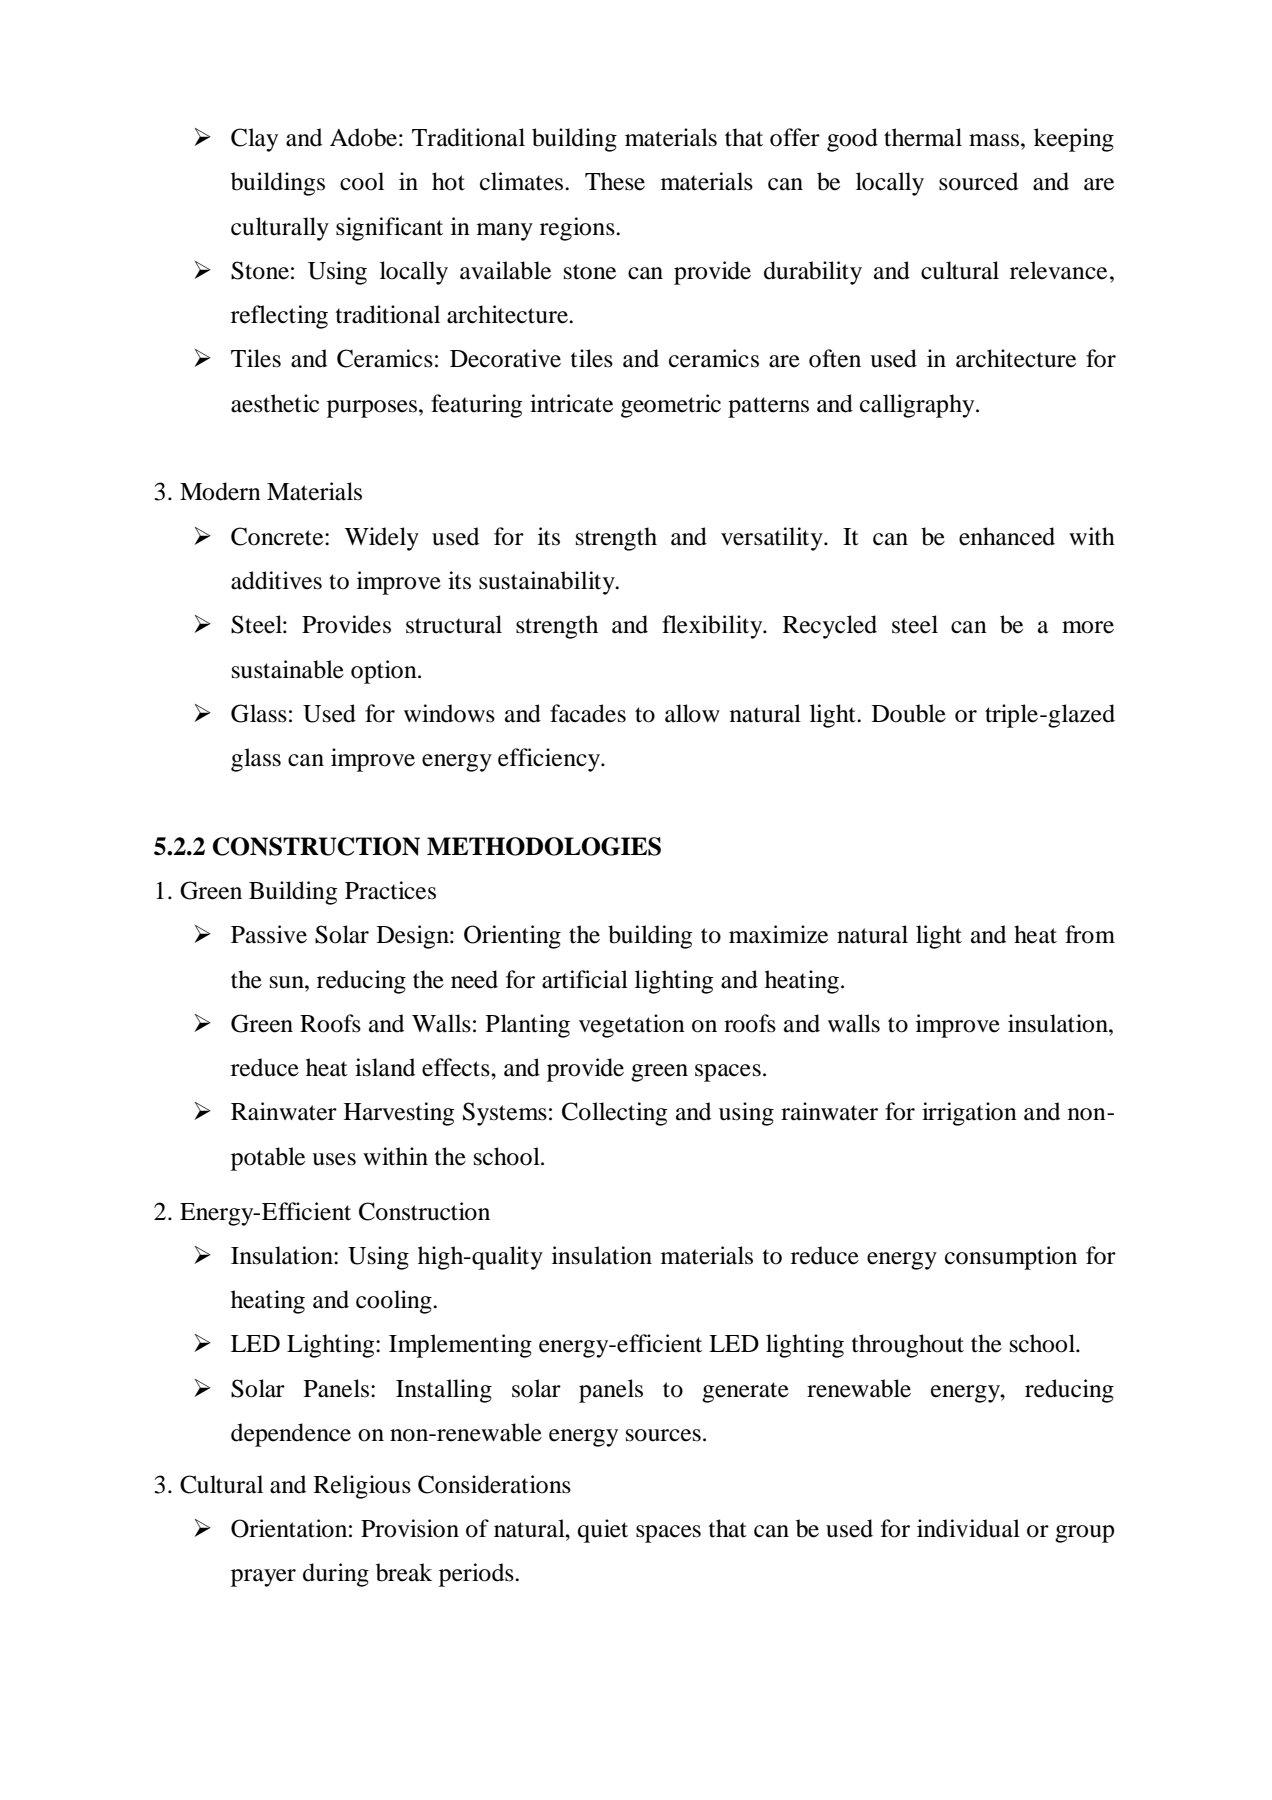 ➢ Clay and Adobe: Traditional building materials that offer good thermal mass, keeping
buildings cool in hot climates. These materials can be locally sourced and are
culturally significant in many regions.
➢ Stone: Using locally available stone can provide durability and cultural relevance,
reflecting traditional architecture.
➢ Tiles and Ceramics: Decorative tiles and ceramics are often used in architecture for
aesthetic purposes, featuring intricate geometric patterns and calligraphy.
3. Modern Materials
➢ Concrete: Widely used for its strength and versatility. It can be enhanced with
additives to improve its sustainability.
➢ Steel: Provides structural strength and flexibility. Recycled steel can be a more
sustainable option.
➢ Glass: Used for windows and facades to allow natural light. Double or triple-glazed
glass can improve energy efficiency.
5.2.2 CONSTRUCTION METHODOLOGIES
1. Green Building Practices
➢ Passive Solar Design: Orienting the building to maximize natural light and heat from
the sun, reducing the need for artificial lighting and heating.
➢ Green Roofs and Walls: Planting vegetation on roofs and walls to improve insulation,
reduce heat island effects, and provide green spaces.
➢ Rainwater Harvesting Systems: Collecting and using rainwater for irrigation and non-
potable uses within the school.
2. Energy-Efficient Construction
➢ Insulation: Using high-quality insulation materials to reduce energy consumption for
heating and cooling.
➢ LED Lighting: Implementing energy-efficient LED lighting throughout the school.
➢ Solar Panels: Installing solar panels to generate renewable energy, reducing
dependence on non-renewable energy sources.
3. Cultural and Religious Considerations
➢ Orientation: Provision of natural, quiet spaces that can be used for individual or group
prayer during break periods.